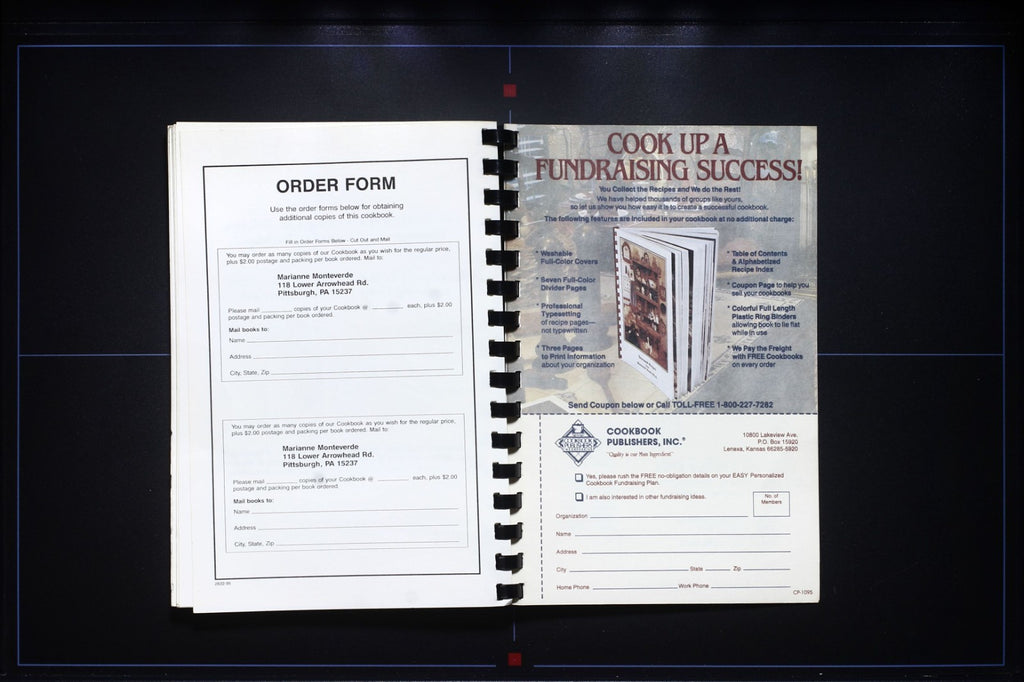 ORDER FORM
Use the order forms below for obtaining
additional copies of this cookbook.
Fill in Order Forms Below - Cut Out and Mail
You may order as many copies of our Cookbook as you wish for the regular price,
plus $2.00 postage and packing per book ordered. Mail to:
Marianne Monteverde
118 Lower Arrowhead Rd.
Pittsburgh, PA 15237
Please mail ________ copies of your Cookbook @ ________ each, plus $2.00
postage and packing per book ordered.
Mail books to:
Name
Address
City, State, Zip
You may order as many copies of our Cookbook as you wish for the regular price,
plus $2.00 postage and packing per book ordered. Mail to:
Marianne Monteverde
118 Lower Arrowhead Rd.
Pittsburgh, PA 15237
Please mail ________ copies of your Cookbook @ ________ each, plus $2.00
postage and packing per book ordered.
Mail books to:
Name
Address
City, State, Zip
COOK UP A
FUNDRAISING SUCCESS!
You Collect the Recipes and We do the Rest!
We have helped thousands of groups like yours,
so let us show you how easy it is to create a successful cookbook.
The following features are included in your cookbook at no additional charge:
* Washable
Full-Color Covers
* Seven Full-Color
Divider Pages
* Professional
Typesetting
of recipe pages—
not typewritten
* Three Pages
to Print Information
about your organization
* Table of Contents
& Alphabetized
Recipe Index
* Coupon Page to help you
sell your cookbooks
* Colorful Full Length
Plastic Ring Binders
allowing book to lie flat
while in use
* We Pay the Freight
with FREE Cookbooks
on every order
Send Coupon below or Call TOLL-FREE 1-800-227-7282
COOKBOOK
PUBLISHERS
COOKBOOK
PUBLISHERS, INC.®
"Quality is our Main Ingredient"
10800 Lakeview Ave.
P.O. Box 15920
Lenexa, Kansas 66285-5920
Yes, please rush the FREE no-obligation details on your EASY Personalized
Cookbook Fundraising Plan.
I am also interested in other fundraising ideas.
No. of
Members
Organization
Name
Address
City State Zip
Home Phone Work Phone
CP-1095